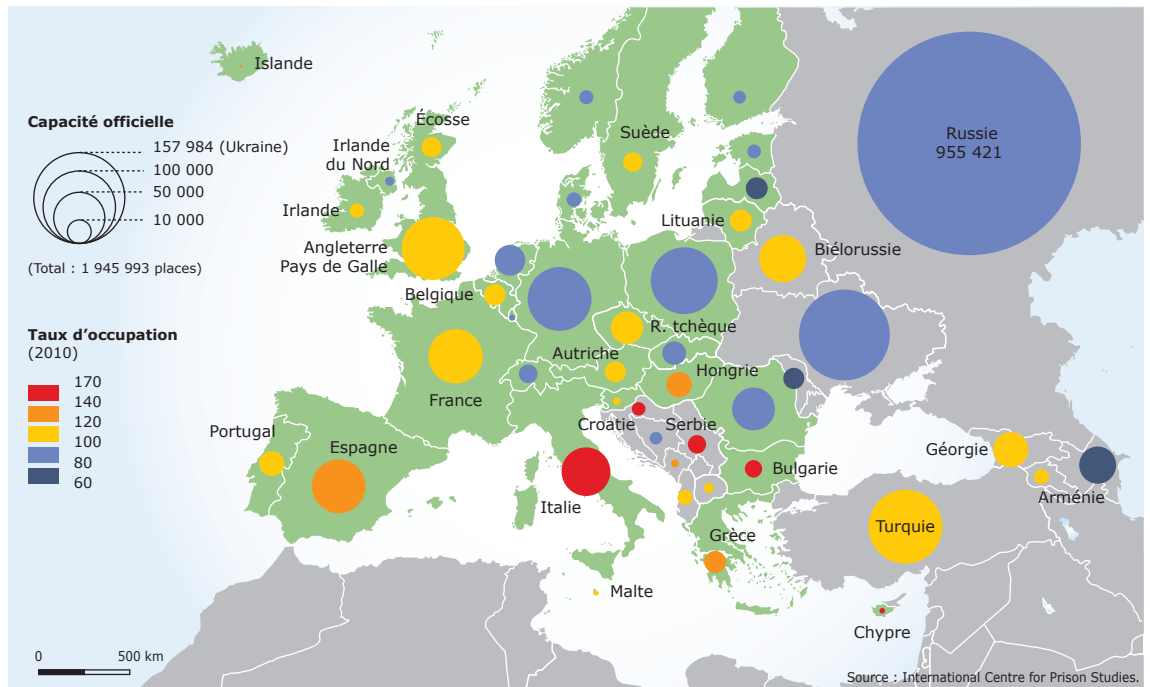 Capacité officielle
157 984 (Ukraine)
100 000
50 000
10 000
(Total : 1 945 993 places)
Taux d'occupation
(2010)
170
140
120
100
80
60
0 500 km
Islande
Écosse
Irlande
du Nord
Irlande
Angleterre
Pays de Galle
Belgique
France
Portugal
Espagne
Suède
Lituanie
Biélorussie
Russie
955 421
R. tchèque
Autriche
Hongrie
Croatie
Serbie
Bulgarie
Italie
Grèce
Malte
Géorgie
Arménie
Turquie
Chypre
Source : International Centre for Prison Studies.